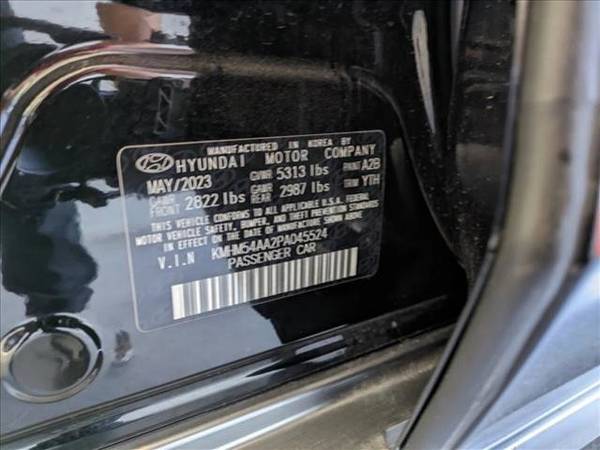 MANUFACTURED IN KOREA BY
HYUNDAI MOTOR COMPANY
MAY/2023 GVWR 5313 lbs PAINT A2B
GAWR FRONT 2822 lbs GAWR REAR 2987 lbs TRIM YTH
THIS VEHICLE CONFORMS TO ALL APPLICABLE U.S.A. FEDERAL
MOTOR VEHICLE SAFETY, BUMPER, AND THEFT PREVENTION STANDARDS
IN EFFECT ON THE DATE OF MANUFACTURE SHOWN ABOVE.
V.I.N KMHM54AA2PA045524
PASSENGER CAR